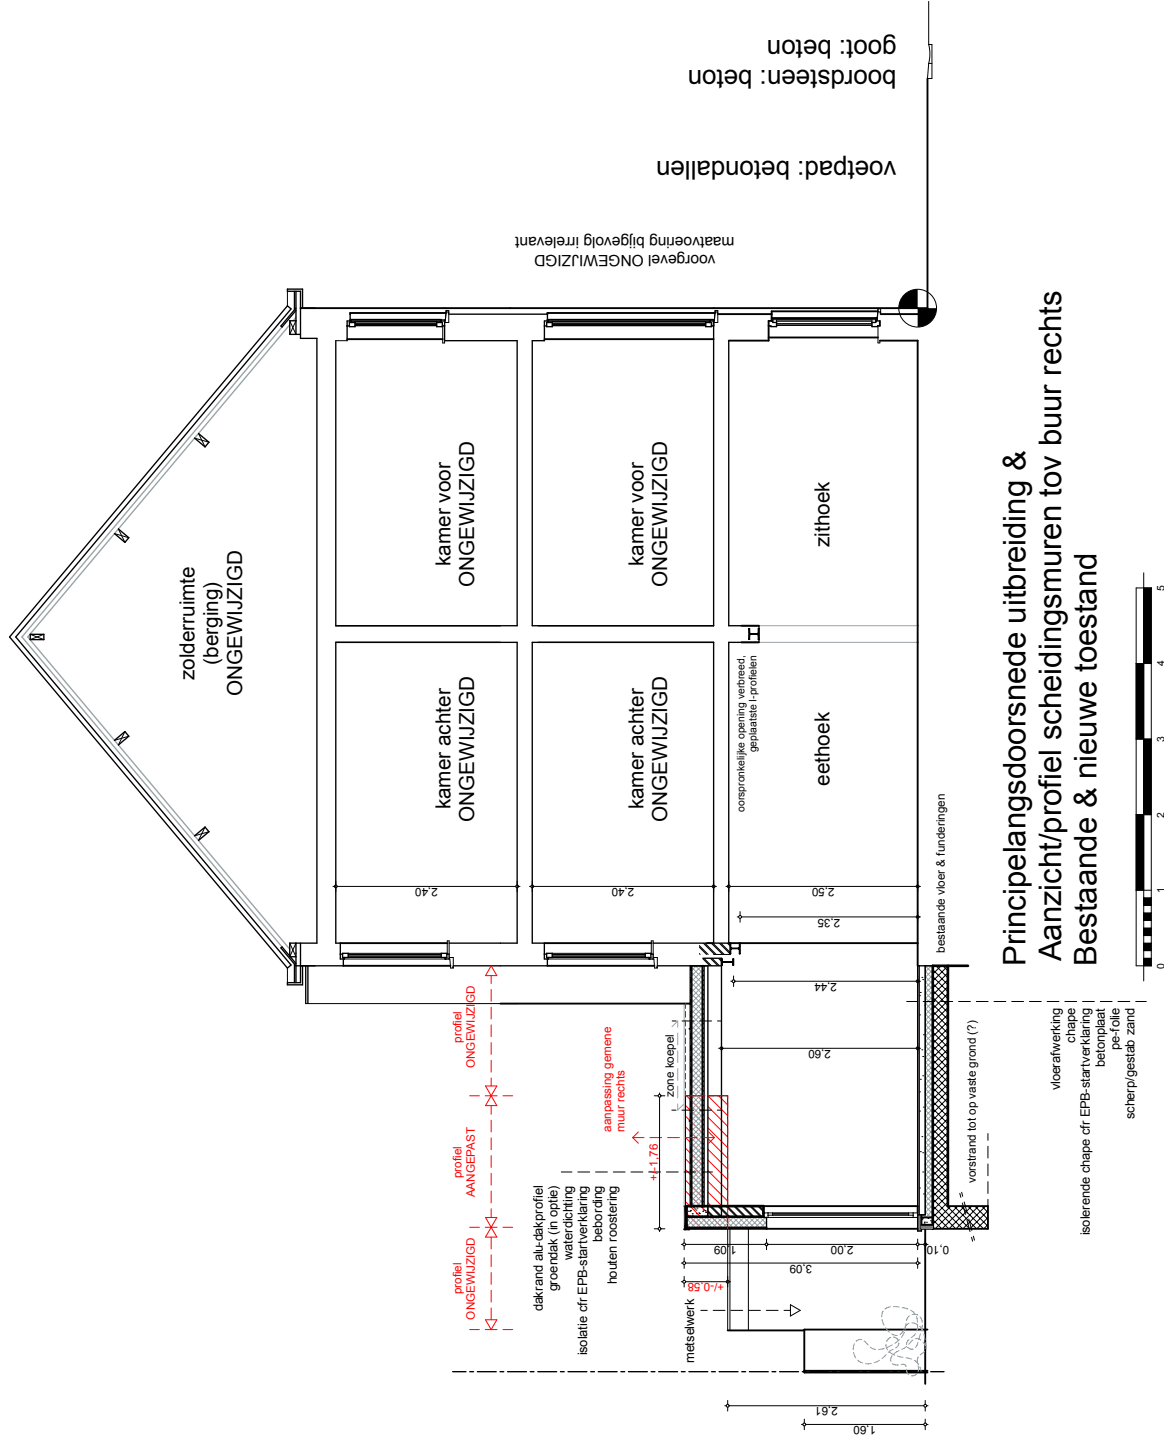 zolderruimte
(berging)
ONGEWIJZIGD
kamer achter
ONGEWIJZIGD
kamer voor
ONGEWIJZIGD
kamer achter
ONGEWIJZIGD
kamer voor
ONGEWIJZIGD
eethoek
zithoek
oorspronkelijke opening verbreed,
geplaatste I-profielen
2,40
2,40
2,50
2,35
2,44
2,60
voorgevel ONGEWIJZIGD
maatvoering bijgevolg irrelevant
voetpad: betondallen
boordsteen: beton
goot: beton
profiel
ONGEWIJZIGD
profiel
AANGEPAST
profiel
ONGEWIJZIGD
aanpassing gemene
muur rechts
zone koepel
+/-1,76
dakrand alu-dakprofiel
groendak (in optie)
waterdichting
isolatie cfr EPB-startverklaring
bebording
houten roostering
metselwerk
+/-0,58
1,09
2,00
0,10
3,09
2,61
1,60
bestaande vloer & funderingen
vorstrand tot op vaste grond (?)
vloerafwerking
chape
isolerende chape cfr EPB-startverklaring
betonplaat
pe-folie
scherp/gestab zand
Principelangsdoorsnede uitbreiding &
Aanzicht/profiel scheidingsmuren tov buur rechts
Bestaande & nieuwe toestand
0 1 2 3 4 5